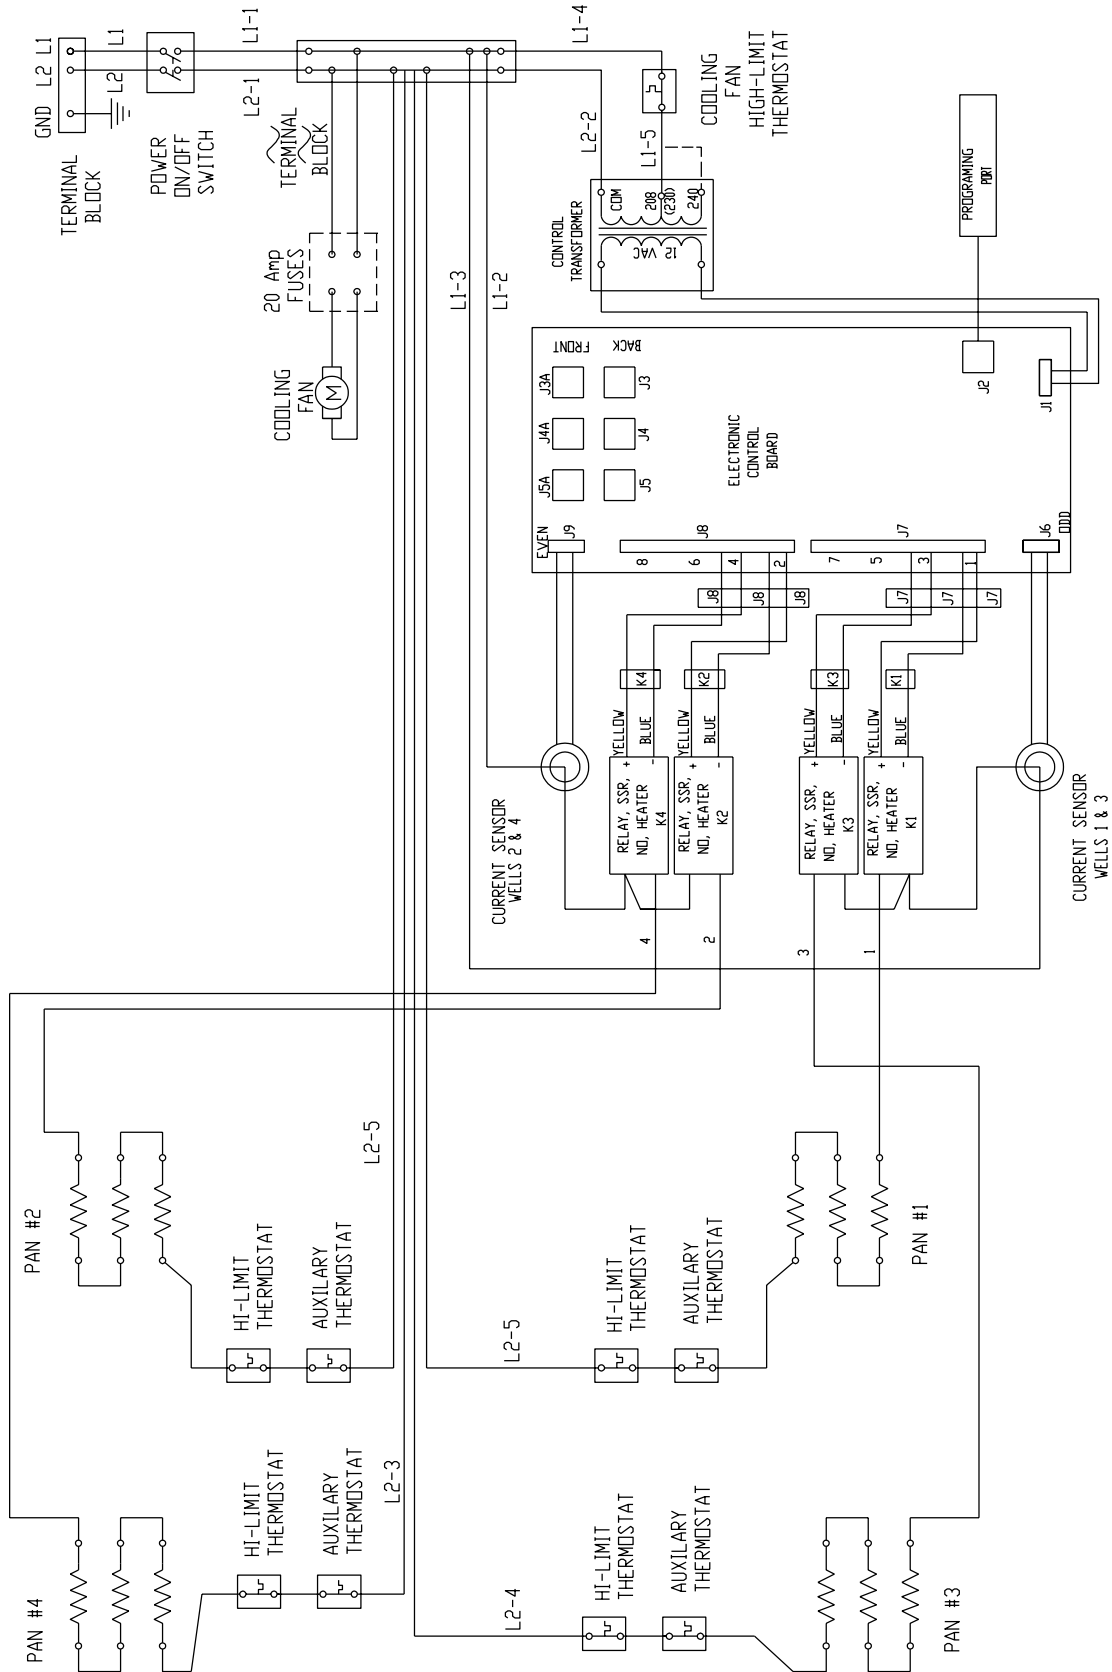 GND
L2
L1
TERMINAL
BLOCK
L1
L2
POWER
ON/OFF
SWITCH
L1-1
L2-1
TERMINAL
BLOCK
L1-4
L2-2
COOLING
FAN
HIGH-LIMIT
THERMOSTAT
L1-5
20 Amp
FUSES
COOLING
FAN
M
L1-3
L1-2
CONTROL
TRANSFORMER
COM
208
(230)
240
12 VAC
PROGRAMING
PORT
FRONT
BACK
J3A
J3
J4A
J4
J5A
J5
J2
J1
ELECTRONIC
CONTROL
BOARD
EVEN
J9
J8
8
6
4
2
J7
7
5
3
1
J6
ODD
J8
J8
J8
J7
J7
J7
K4
K2
K3
K1
YELLOW
BLUE
YELLOW
BLUE
YELLOW
BLUE
YELLOW
BLUE
+
-
+
-
+
-
+
-
RELAY, SSR,
NO, HEATER
K4
RELAY, SSR,
NO, HEATER
K2
RELAY, SSR,
NO, HEATER
K3
RELAY, SSR,
NO, HEATER
K1
CURRENT SENSOR
WELLS 2 & 4
CURRENT SENSOR
WELLS 1 & 3
4
2
3
1
PAN #2
HI-LIMIT
THERMOSTAT
AUXILARY
THERMOSTAT
L2-5
L2-5
HI-LIMIT
THERMOSTAT
AUXILARY
THERMOSTAT
PAN #1
PAN #4
HI-LIMIT
THERMOSTAT
AUXILARY
THERMOSTAT
L2-3
L2-4
HI-LIMIT
THERMOSTAT
AUXILARY
THERMOSTAT
PAN #3